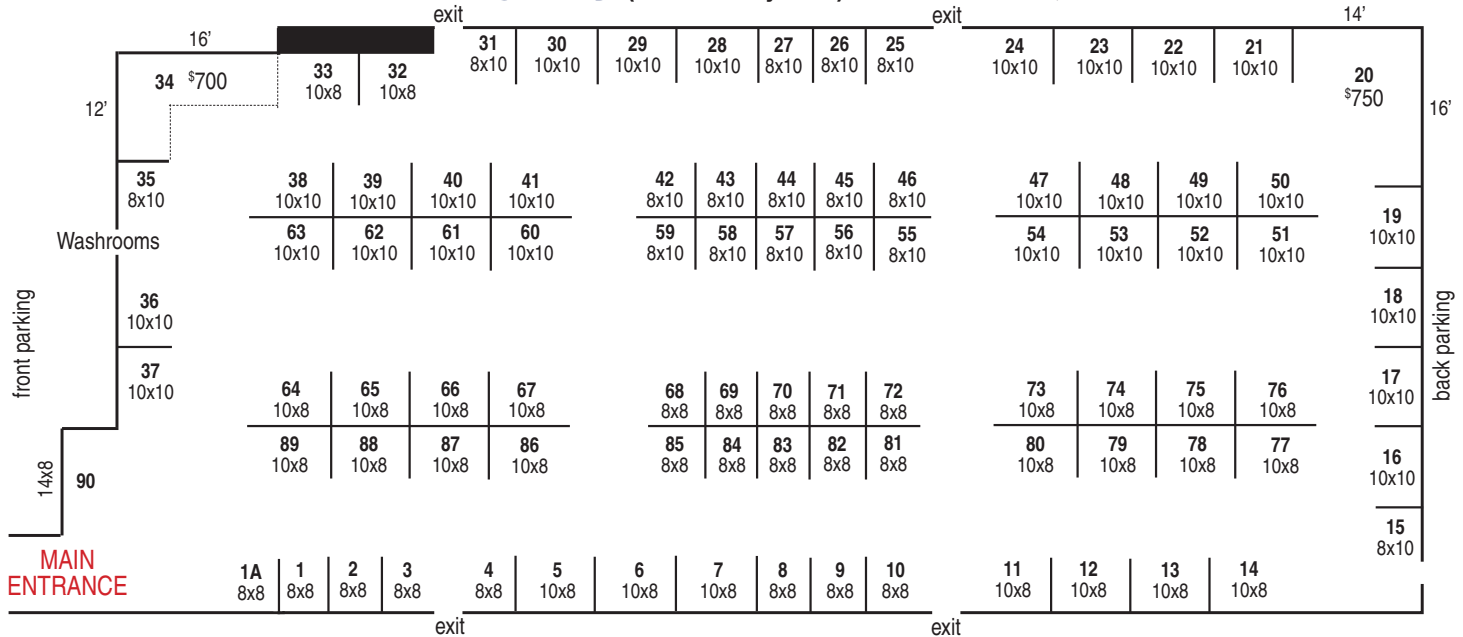 exit
exit
14'
16'
31
8x10
30
10x10
29
10x10
28
10x10
27
8x10
26
8x10
25
8x10
24
10x10
23
10x10
22
10x10
21
10x10
34 $700
33
10x8
32
10x8
20
$750
12'
16'
35
8x10
38
10x10
39
10x10
40
10x10
41
10x10
42
8x10
43
8x10
44
8x10
45
8x10
46
8x10
47
10x10
48
10x10
49
10x10
50
10x10
19
10x10
Washrooms
63
10x10
62
10x10
61
10x10
60
10x10
59
8x10
58
8x10
57
8x10
56
8x10
55
8x10
54
10x10
53
10x10
52
10x10
51
10x10
front parking
36
10x10
18
10x10
back parking
37
10x10
64
10x8
65
10x8
66
10x8
67
10x8
68
8x8
69
8x8
70
8x8
71
8x8
72
8x8
73
10x8
74
10x8
75
10x8
76
10x8
17
10x10
89
10x8
88
10x8
87
10x8
86
10x8
85
8x8
84
8x8
83
8x8
82
8x8
81
8x8
80
10x8
79
10x8
78
10x8
77
10x8
16
10x10
14x8
90
15
8x10
MAIN
ENTRANCE
1A
8x8
1
8x8
2
8x8
3
8x8
4
8x8
5
10x8
6
10x8
7
10x8
8
8x8
9
8x8
10
8x8
11
10x8
12
10x8
13
10x8
14
10x8
exit
exit